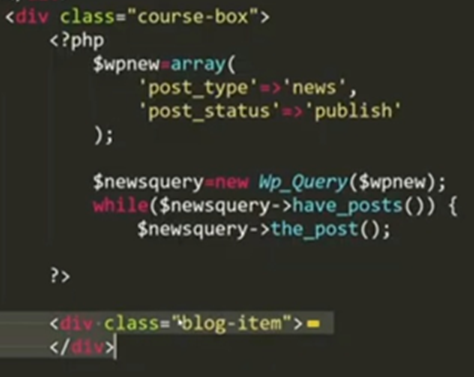 <div class="course-box">
<?php
$wpnew=array(
'post_type'=>'news',
'post_status'=>'publish'
);
$newsquery=new Wp_Query($wpnew);
while($newsquery->have_posts()) {
$newsquery->the_post();
?>
<div class="blog-item">
</div>